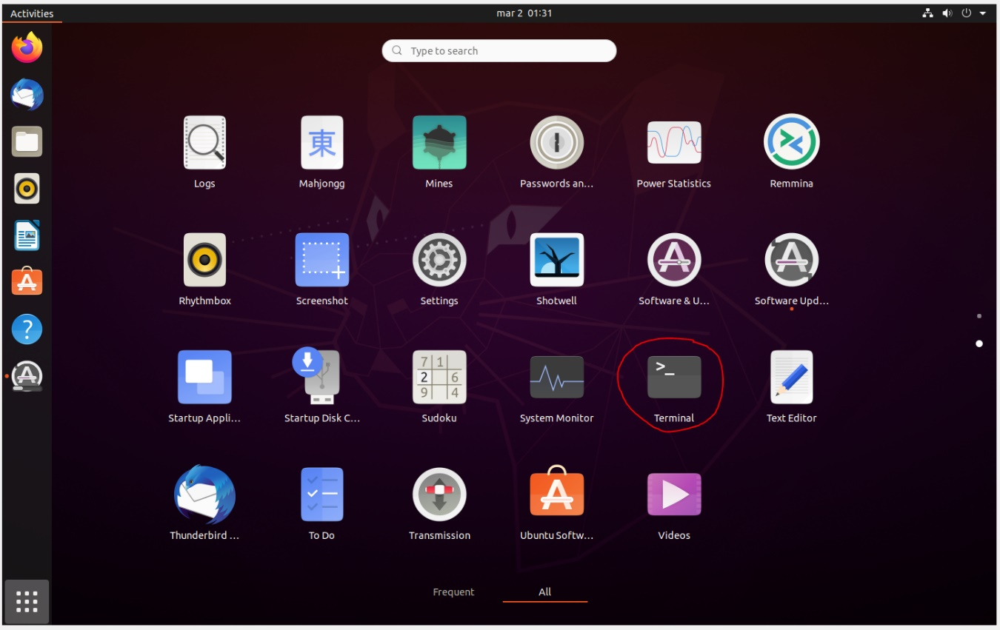 Activities
mar 2 01:31
Type to search
東
Logs
Mahjongg
Mines
Passwords an...
Power Statistics
Remmina
Rhythmbox
Screenshot
Settings
Shotwell
Software & U...
Software Upd...
7 1
2 6
9 4
>_
Startup Appli...
Startup Disk C...
Sudoku
System Monitor
Terminal
Text Editor
Thunderbird ...
To Do
Transmission
Ubuntu Softw...
Videos
Frequent
All